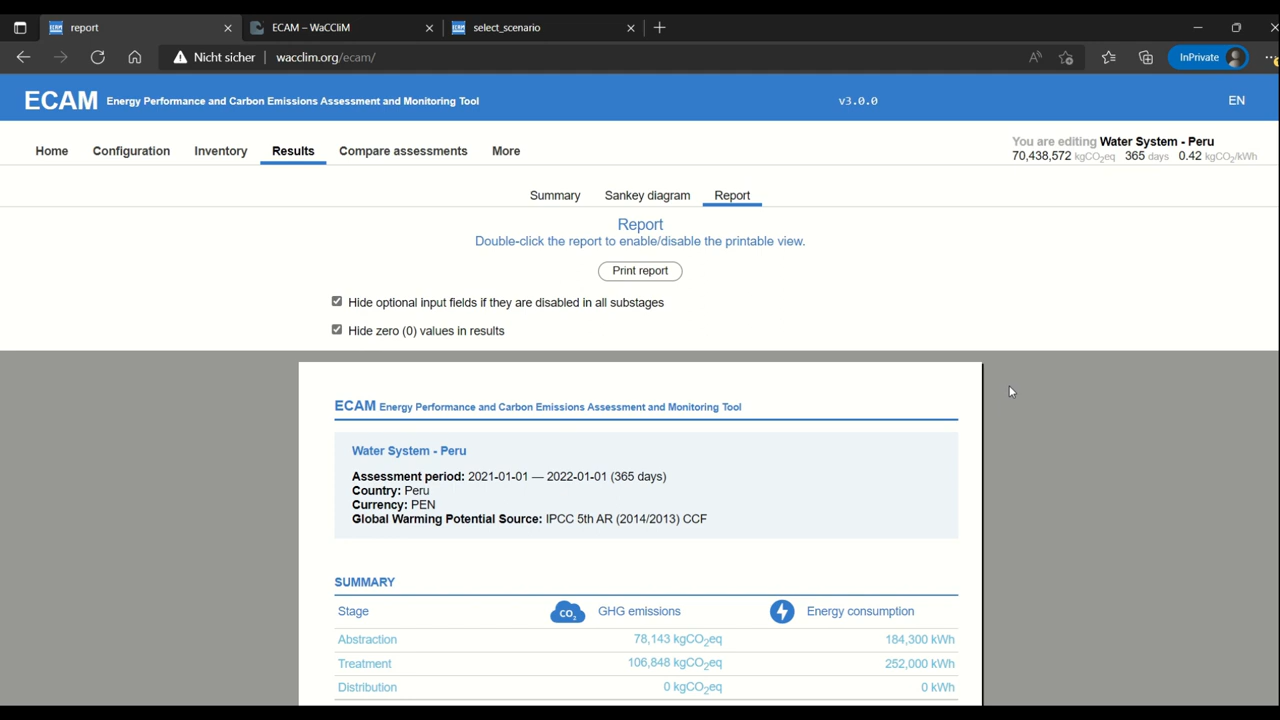 report
ECAM – WaCCliM
select_scenario
Nicht sicher
wacclim.org/ecam/
InPrivate
ECAM Energy Performance and Carbon Emissions Assessment and Monitoring Tool
v3.0.0
EN
Home
Configuration
Inventory
Results
Compare assessments
More
You are editing Water System - Peru
70,438,572 kgCO₂eq 365 days 0.42 kgCO₂/kWh
Summary
Sankey diagram
Report
Report
Double-click the report to enable/disable the printable view.
Print report
Hide optional input fields if they are disabled in all substages
Hide zero (0) values in results
ECAM Energy Performance and Carbon Emissions Assessment and Monitoring Tool
Water System - Peru
Assessment period: 2021-01-01 — 2022-01-01 (365 days)
Country: Peru
Currency: PEN
Global Warming Potential Source: IPCC 5th AR (2014/2013) CCF
SUMMARY
Stage CO₂ GHG emissions Energy consumption
Abstraction 78,143 kgCO₂eq 184,300 kWh
Treatment 106,848 kgCO₂eq 252,000 kWh
Distribution 0 kgCO₂eq 0 kWh